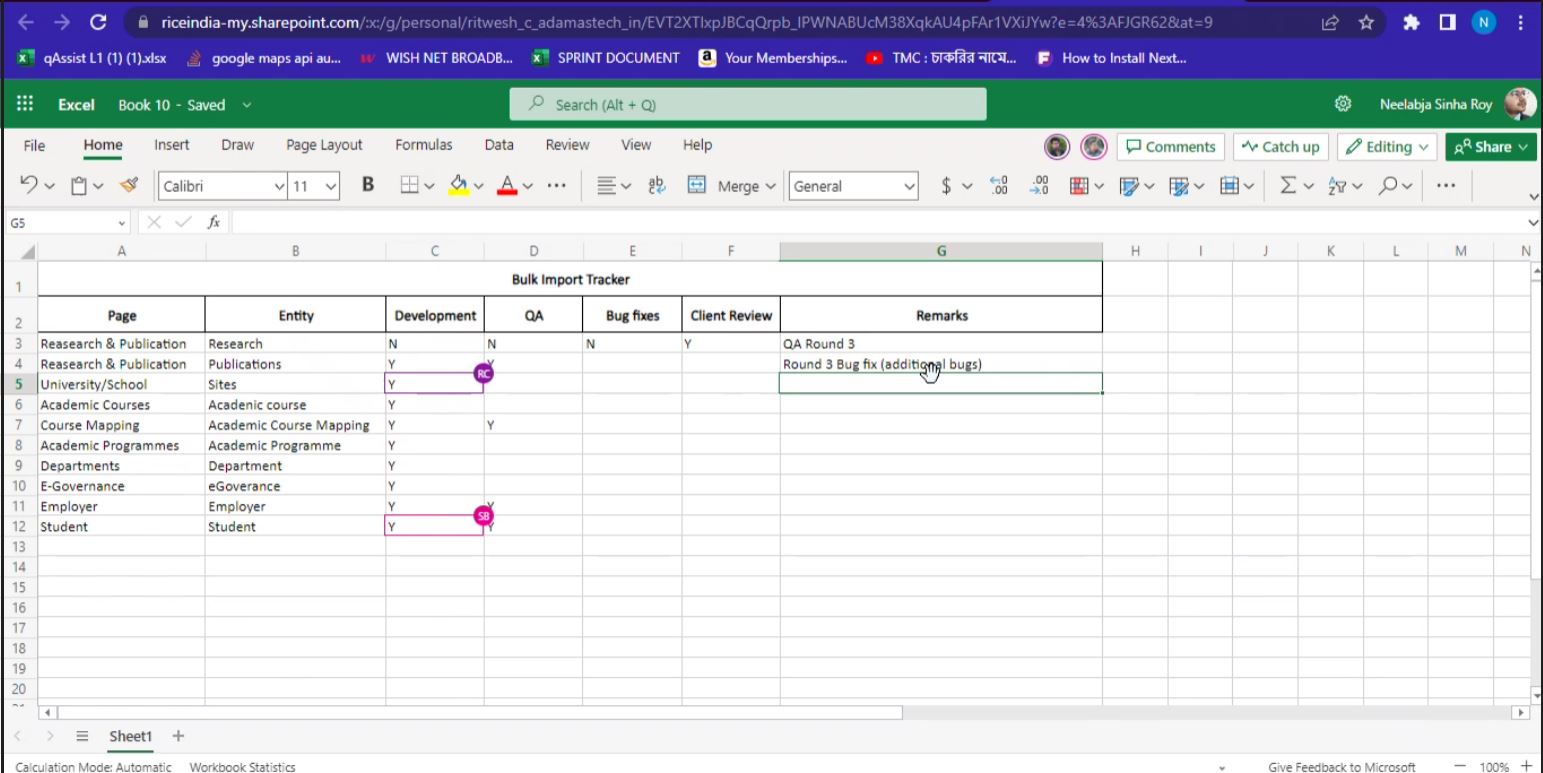 riceindia-my.sharepoint.com/:x:/g/personal/ritwesh_c_adamastech_in/EVT2XTIxpJBCqQrpb_IPWNABUcM38XqkAU4pFAr1VXiJYw?e=4%3AFJGR62&at=9 N
qAssist L1 (1) (1).xlsx google maps api au... WISH NET BROADB... SPRINT DOCUMENT Your Memberships... TMC : চাকরির নামে... How to Install Next...
Excel Book 10 - Saved Search (Alt + Q) Neelabja Sinha Roy
File Home Insert Draw Page Layout Formulas Data Review View Help Comments Catch up Editing Share
Calibri 11 B A ... ab Merge General $ .00 .00 ...
G5 fx
A B C D E F G H I J K L M N
1 Bulk Import Tracker
2 Page Entity Development QA Bug fixes Client Review Remarks
3 Reasearch & Publication Research N N N Y QA Round 3
4 Reasearch & Publication Publications Y Y Round 3 Bug fix (additional bugs)
RC
5 University/School Sites Y
6 Academic Courses Acadenic course Y
7 Course Mapping Academic Course Mapping Y Y
8 Academic Programmes Academic Programme Y
9 Departments Department Y
10 E-Governance eGoverance Y
11 Employer Employer Y Y
SB
12 Student Student Y Y
13
14
15
16
17
18
19
20
Sheet1 +
Calculation Mode: Automatic Workbook Statistics Give Feedback to Microsoft - 100% +